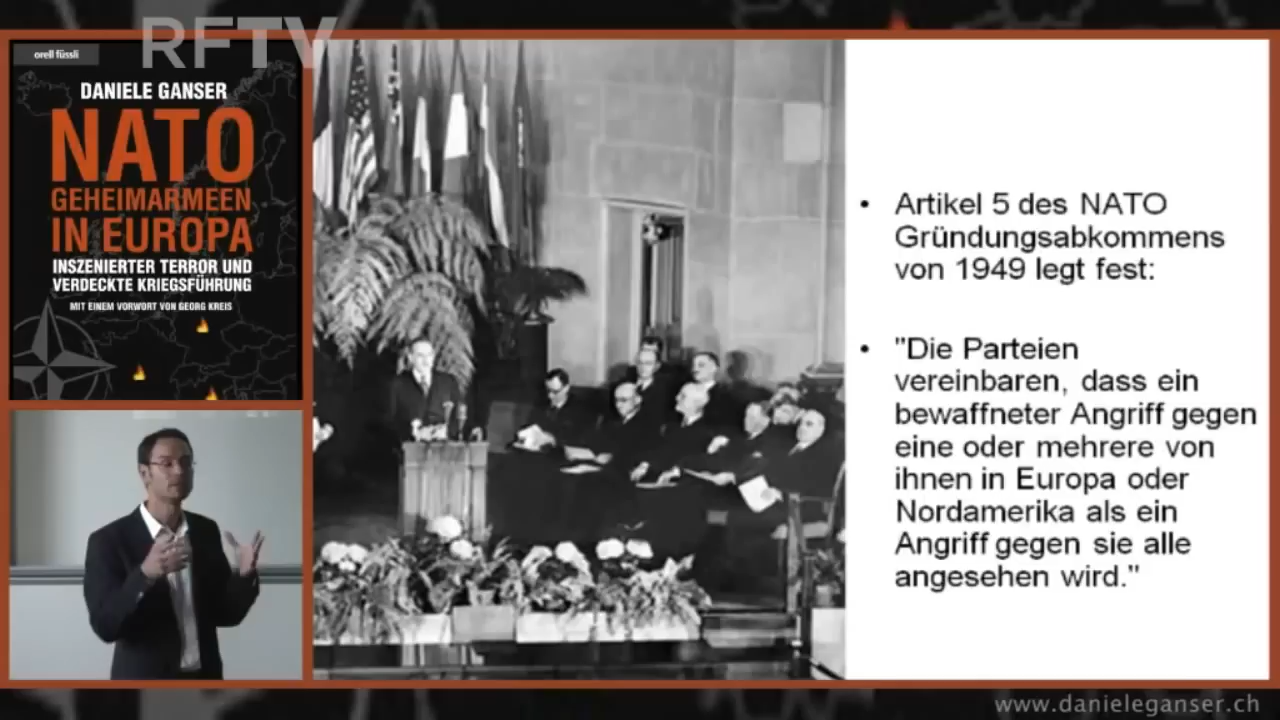 RFTV
orell füssli
DANIELE GANSER
NATO
GEHEIMARMEEN
IN EUROPA
INSZENIERTER TERROR UND
VERDECKTE KRIEGSFÜHRUNG
MIT EINEM VORWORT VON GEORG KREIS
• Artikel 5 des NATO
Gründungsabkommens
von 1949 legt fest:
• "Die Parteien
vereinbaren, dass ein
bewaffneter Angriff gegen
eine oder mehrere von
ihnen in Europa oder
Nordamerika als ein
Angriff gegen sie alle
angesehen wird."
www.danieleganser.ch